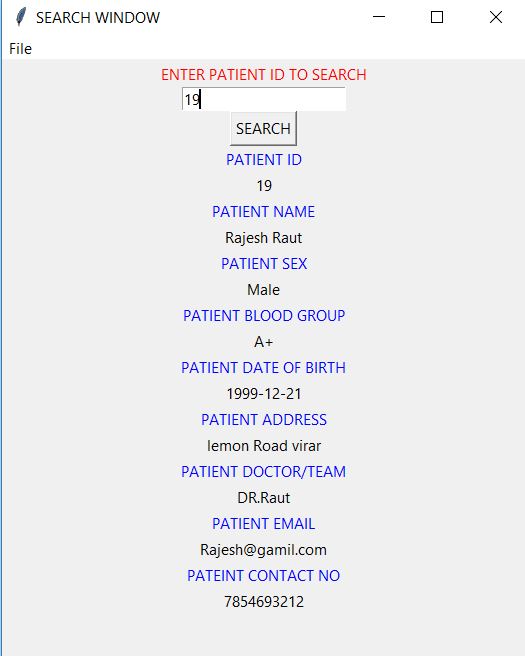 SEARCH WINDOW
File
ENTER PATIENT ID TO SEARCH
19
SEARCH
PATIENT ID
19
PATIENT NAME
Rajesh Raut
PATIENT SEX
Male
PATIENT BLOOD GROUP
A+
PATIENT DATE OF BIRTH
1999-12-21
PATIENT ADDRESS
lemon Road virar
PATIENT DOCTOR/TEAM
DR.Raut
PATIENT EMAIL
Rajesh@gamil.com
PATEINT CONTACT NO
7854693212